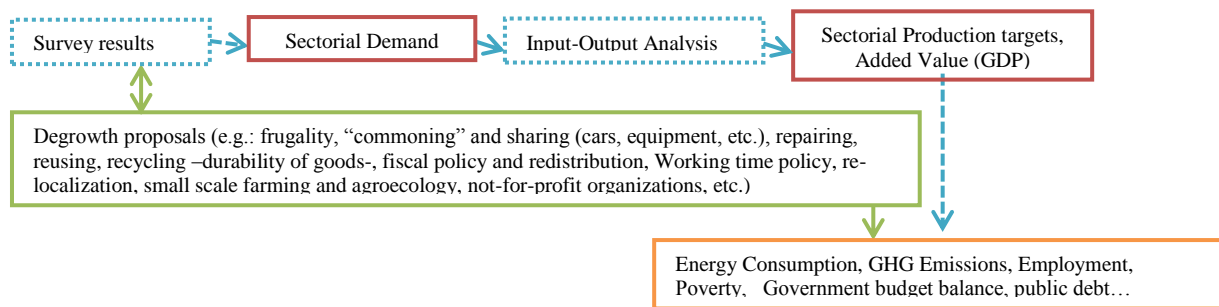 Survey results
Sectorial Demand
Input-Output Analysis
Sectorial Production targets,
Added Value (GDP)
Degrowth proposals (e.g.: frugality, “commoning” and sharing (cars, equipment, etc.), repairing,
reusing, recycling –durability of goods-, fiscal policy and redistribution, Working time policy, re-
localization, small scale farming and agroecology, not-for-profit organizations, etc.)
Energy Consumption, GHG Emissions, Employment,
Poverty, Government budget balance, public debt…